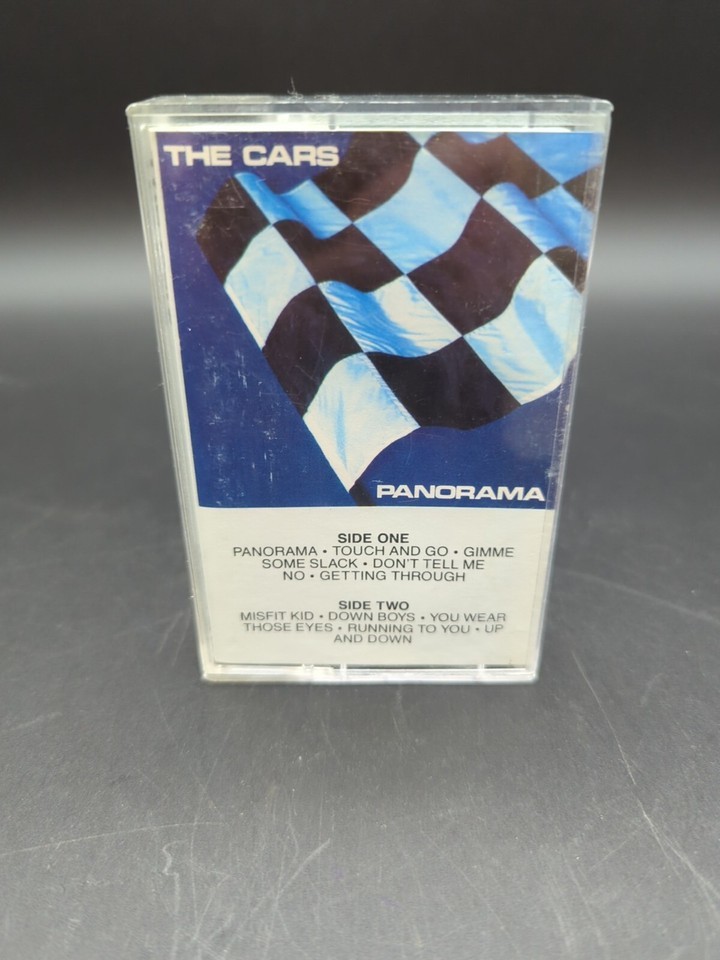 THE CARS
PANORAMA
SIDE ONE
PANORAMA • TOUCH AND GO • GIMME
SOME SLACK • DON'T TELL ME
NO • GETTING THROUGH
SIDE TWO
MISFIT KID • DOWN BOYS • YOU WEAR
THOSE EYES • RUNNING TO YOU • UP
AND DOWN